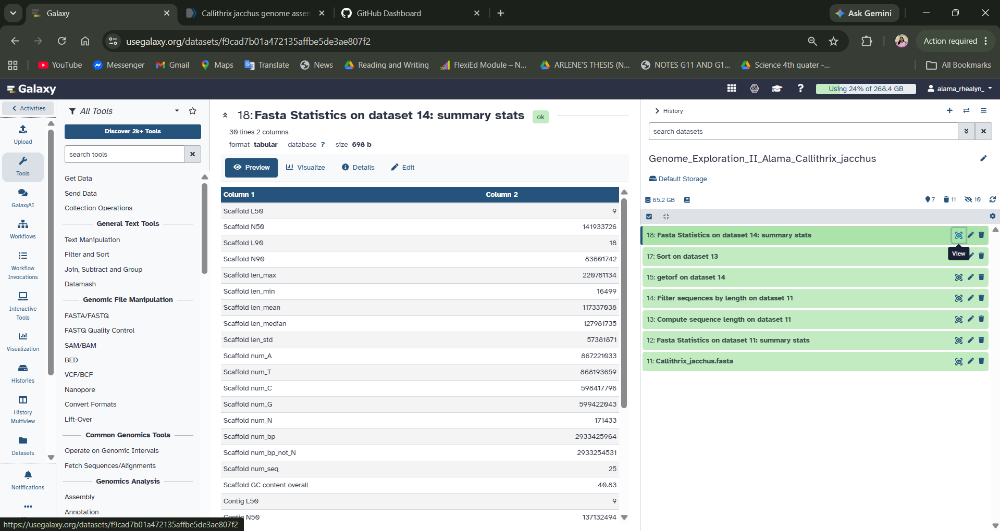 Galaxy
Callithrix jacchus genome assem
GitHub Dashboard
Ask Gemini
usegalaxy.org/datasets/f9cad7b01a472135affbe5de3ae807f2
Action required
YouTube
Messenger
Gmail
Maps
Translate
News
Reading and Writing
FlexiEd Module – N...
ARLENE'S THESIS (N...
NOTES G11 AND G1...
Science 4th quater -...
All Bookmarks
Galaxy
Using 24% of 268.4 GB
alama_rhealyn_
Activities
Upload
Tools
GalaxyAI
Workflows
Workflow
Invocations
Interactive
Tools
Visualization
Histories
History
Multiview
Datasets
Notifications
All Tools
Discover 2k+ Tools
search tools
Get Data
Send Data
Collection Operations
General Text Tools
Text Manipulation
Filter and Sort
Join, Subtract and Group
Datamash
Genomic File Manipulation
FASTA/FASTQ
FASTQ Quality Control
SAM/BAM
BED
VCF/BCF
Nanopore
Convert Formats
Lift-Over
Common Genomics Tools
Operate on Genomic Intervals
Fetch Sequences/Alignments
Genomics Analysis
Assembly
Annotation
https://usegalaxy.org/datasets/f9cad7b01a472135affbe5de3ae807f2
18: Fasta Statistics on dataset 14: summary stats ok
30 lines 2 columns
format tabular database ? size 698 b
Preview Visualize Details Edit
Column 1 Column 2
Scaffold L50 9
Scaffold N50 141933726
Scaffold L90 18
Scaffold N90 83601742
Scaffold len_max 220781134
Scaffold len_min 16499
Scaffold len_mean 117337038
Scaffold len_median 127981735
Scaffold len_std 57381871
Scaffold num_A 867221033
Scaffold num_T 868193659
Scaffold num_C 598417796
Scaffold num_G 599422043
Scaffold num_N 171433
Scaffold num_bp 2933425964
Scaffold num_bp_not_N 2933254531
Scaffold num_seq 25
Scaffold GC content overall 40.83
Contig L50 9
Contig N50 137132494
History
search datasets
Genome_Exploration_II_Alama_Callithrix_jacchus
Default Storage
65.2 GB
7 11 10
18: Fasta Statistics on dataset 14: summary stats
View
17: Sort on dataset 13
15: getorf on dataset 14
14: Filter sequences by length on dataset 11
13: Compute sequence length on dataset 11
12: Fasta Statistics on dataset 11: summary stats
11: Callithrix_jacchus.fasta